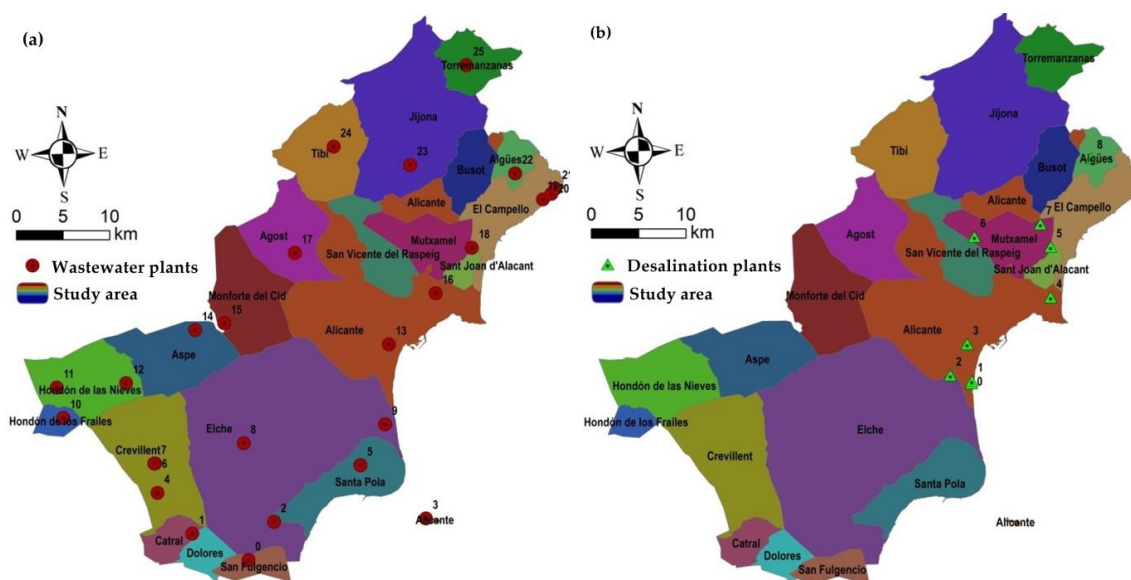 (a)
25
Torremanzanas
N
W E
S
24
Tibi
Jijona
23
Busot
Aigües22
21
19
20
0 5 10
km
Alicante
El Campello
Agost
17
Mutxamel
18
San Vicente del Raspeig
Sant Joan d'Alacant
Wastewater plants
Study area
16
Monforte del Cid
15
14
Alicante
13
Aspe
11
12
Hondón de las Nieves
10
Hondón de los Frailes
9
Elche
8
Crevillent7
6
5
4
Santa Pola
3
Alicante
2
1
Catral
Dolores
0
San Fulgencio
(b)
Torremanzanas
N
W E
S
Jijona
Tibi
8
Aigües
Busot
0 5 10
km
Alicante
El Campello
7
6
Mutxamel
5
Agost
San Vicente del Raspeig
Sant Joan d'Alacant
4
Desalination plants
Study area
Monforte del Cid
Alicante
3
2
1
0
Aspe
Hondón de las Nieves
Hondón de los Frailes
Elche
Crevillent
Santa Pola
Alicante
Catral
Dolores
San Fulgencio